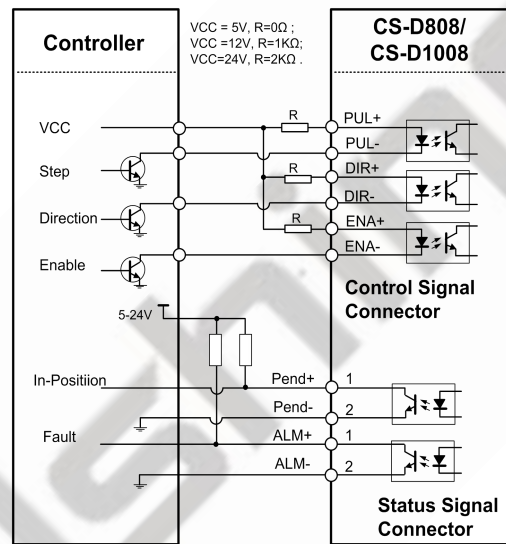 Controller
VCC = 5V, R=0Ω ;
VCC =12V, R=1KΩ;
VCC=24V, R=2KΩ .
CS-D808/
CS-D1008
VCC
R
PUL+
PUL-
Step
R
DIR+
DIR-
Direction
R
ENA+
ENA-
Enable
Control Signal
Connector
5-24V
In-Positiion
Pend+
1
Pend-
2
Fault
ALM+
1
ALM-
2
Status Signal
Connector